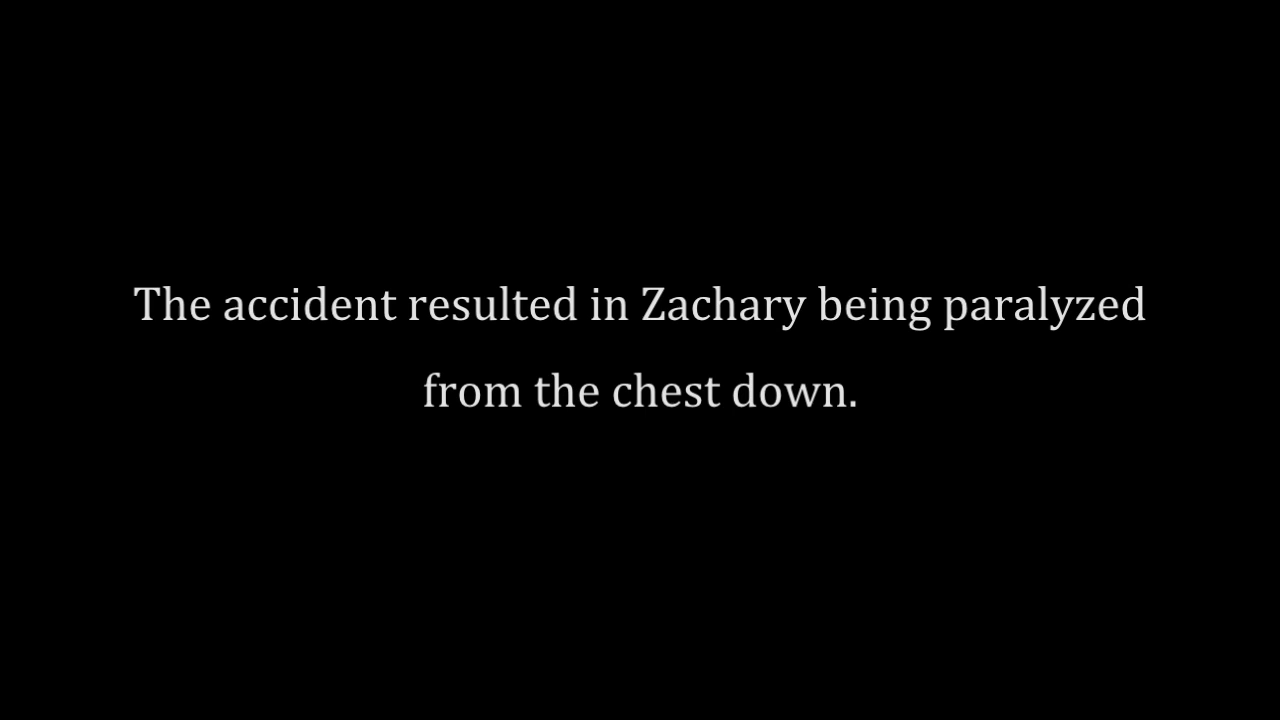 The accident resulted in Zachary being paralyzed
from the chest down.